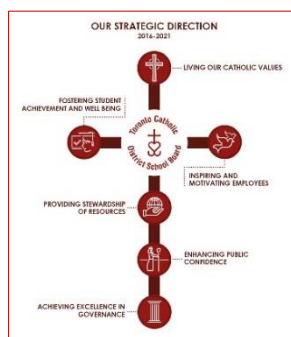 OUR STRATEGIC DIRECTION
2016-2021
LIVING OUR CATHOLIC VALUES
FOSTERING STUDENT
ACHIEVEMENT AND WELL BEING
Toronto Catholic
District School Board
INSPIRING AND
MOTIVATING EMPLOYEES
PROVIDING STEWARDSHIP
OF RESOURCES
ENHANCING PUBLIC
CONFIDENCE
ACHIEVING EXCELLENCE IN
GOVERNANCE